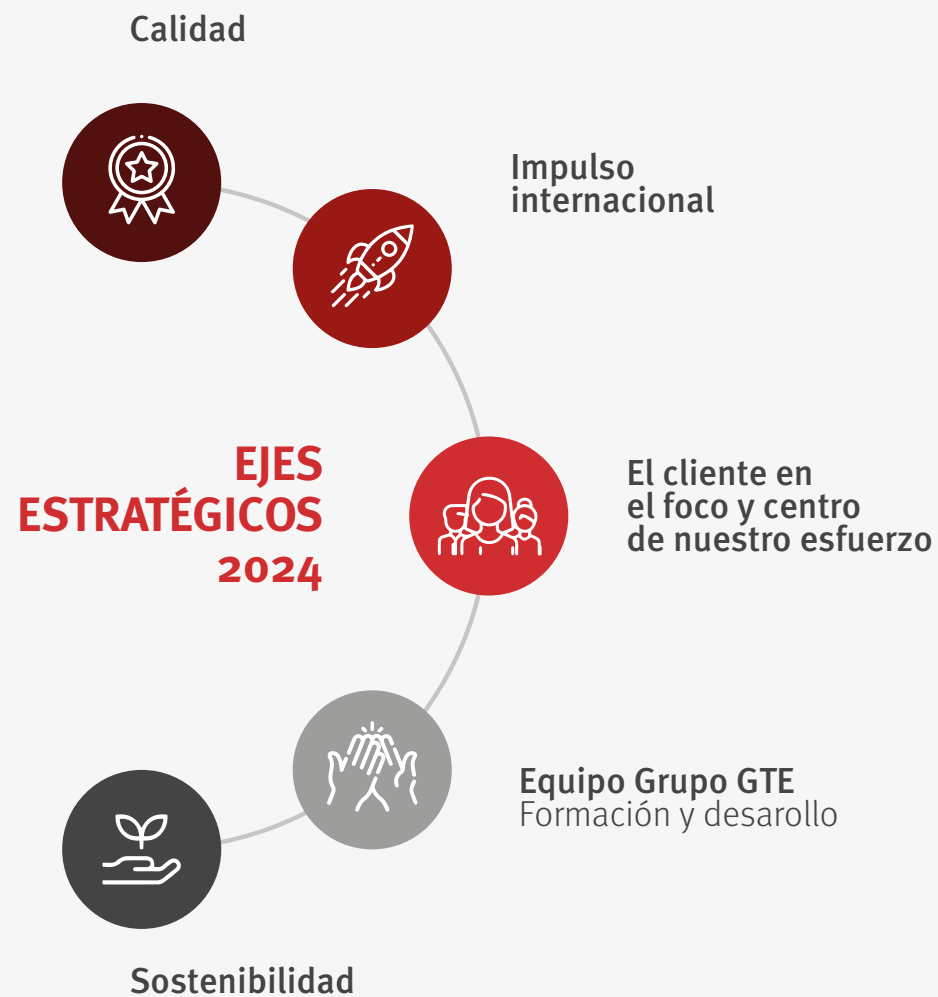 Calidad
Impulso
internacional
EJES
ESTRATÉGICOS
2024
El cliente en
el foco y centro
de nuestro esfuerzo
Equipo Grupo GTE
Formación y desarollo
Sostenibilidad